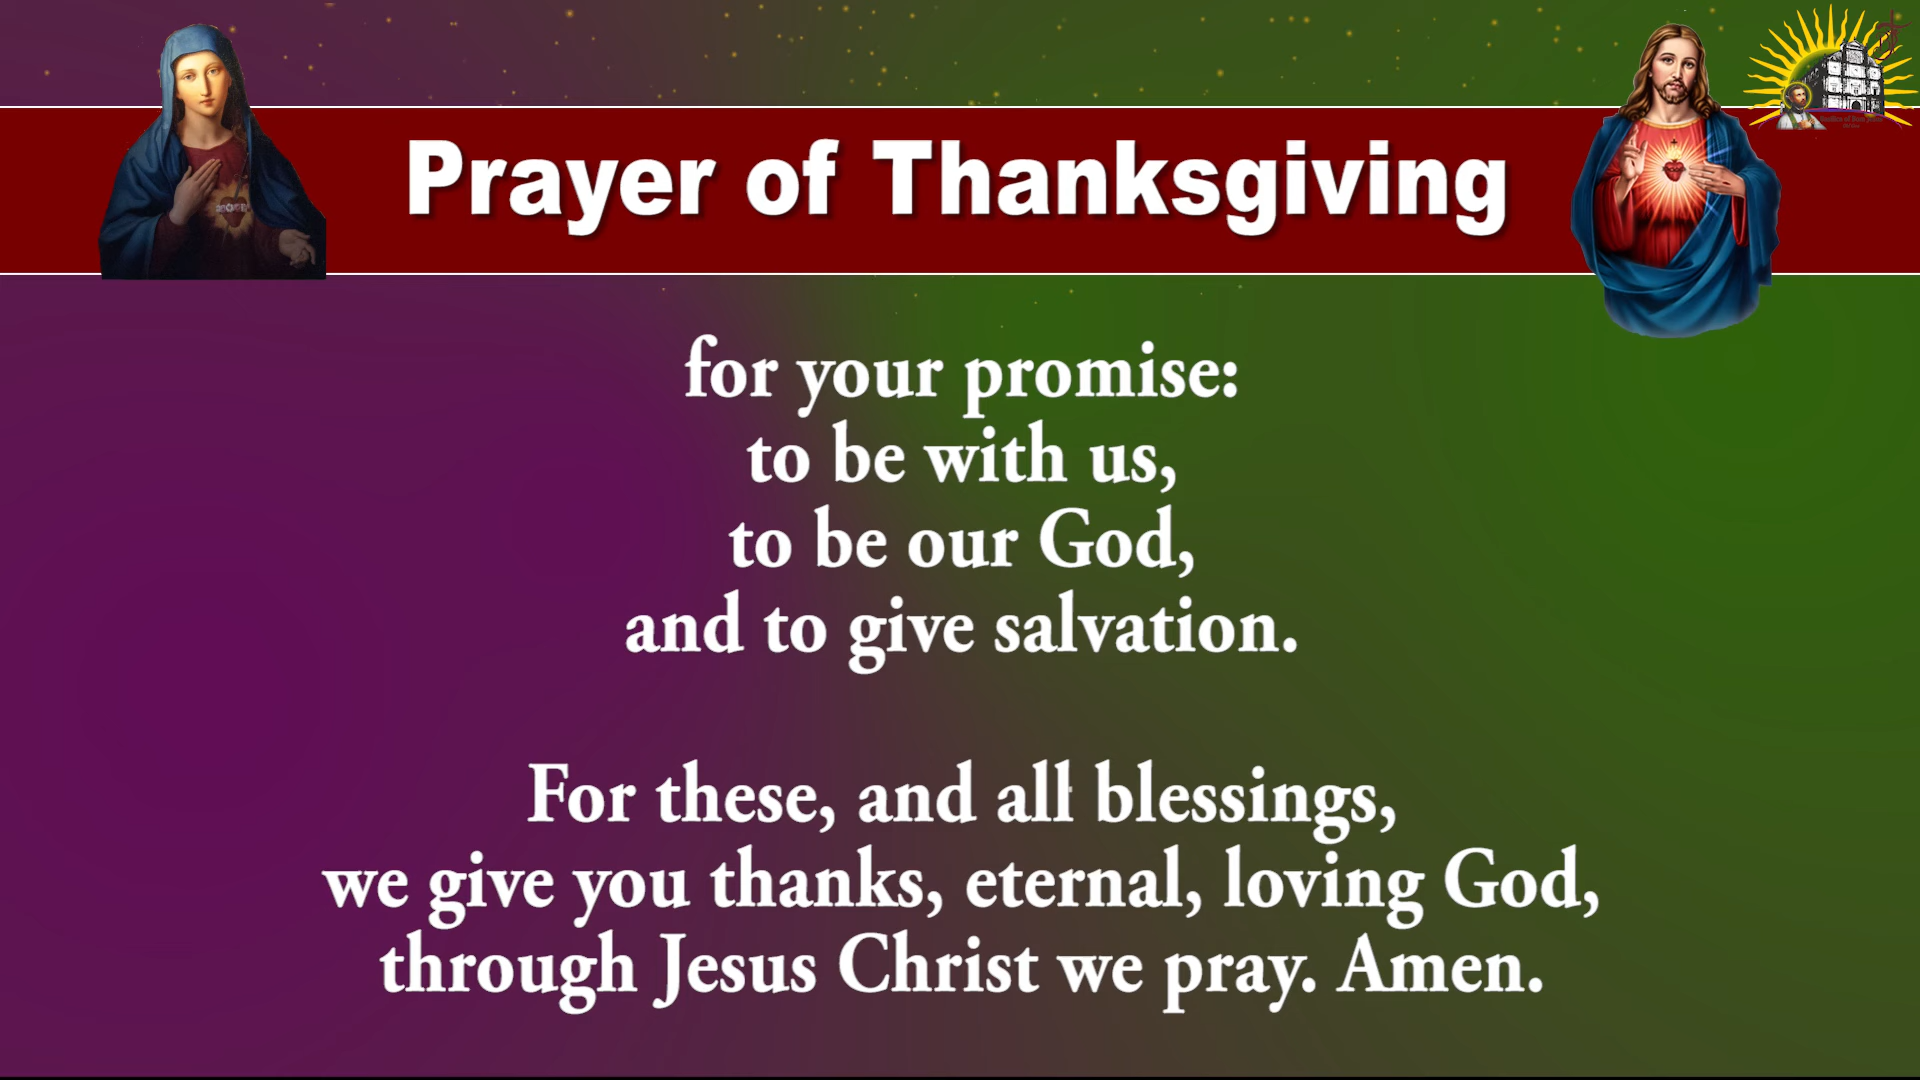 Prayer of Thanksgiving
for your promise:
to be with us,
to be our God,
and to give salvation.
For these, and all blessings,
we give you thanks, eternal, loving God,
through Jesus Christ we pray. Amen.